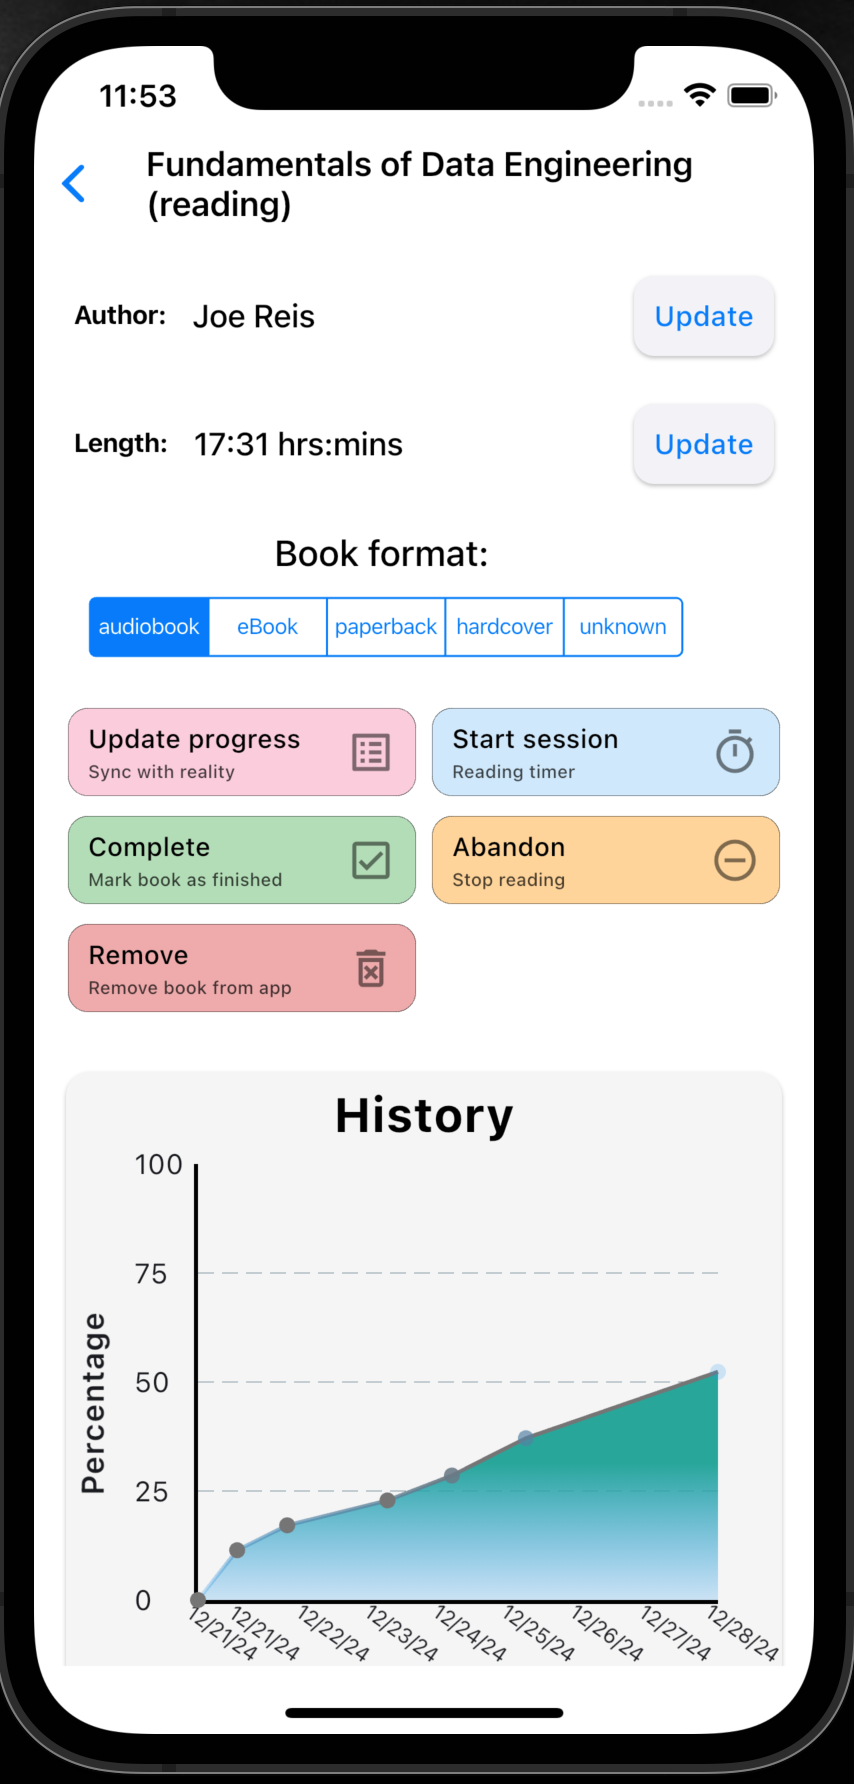 11:53
Fundamentals of Data Engineering
(reading)
Author: Joe Reis Update
Length: 17:31 hrs:mins Update
Book format:
audiobook eBook paperback hardcover unknown
Update progress
Sync with reality
Start session
Reading timer
Complete
Mark book as finished
Abandon
Stop reading
Remove
Remove book from app
History
Percentage
100
75
50
25
0
12/21/24 12/21/24 12/22/24 12/23/24 12/24/24 12/25/24 12/26/24 12/27/24 12/28/24